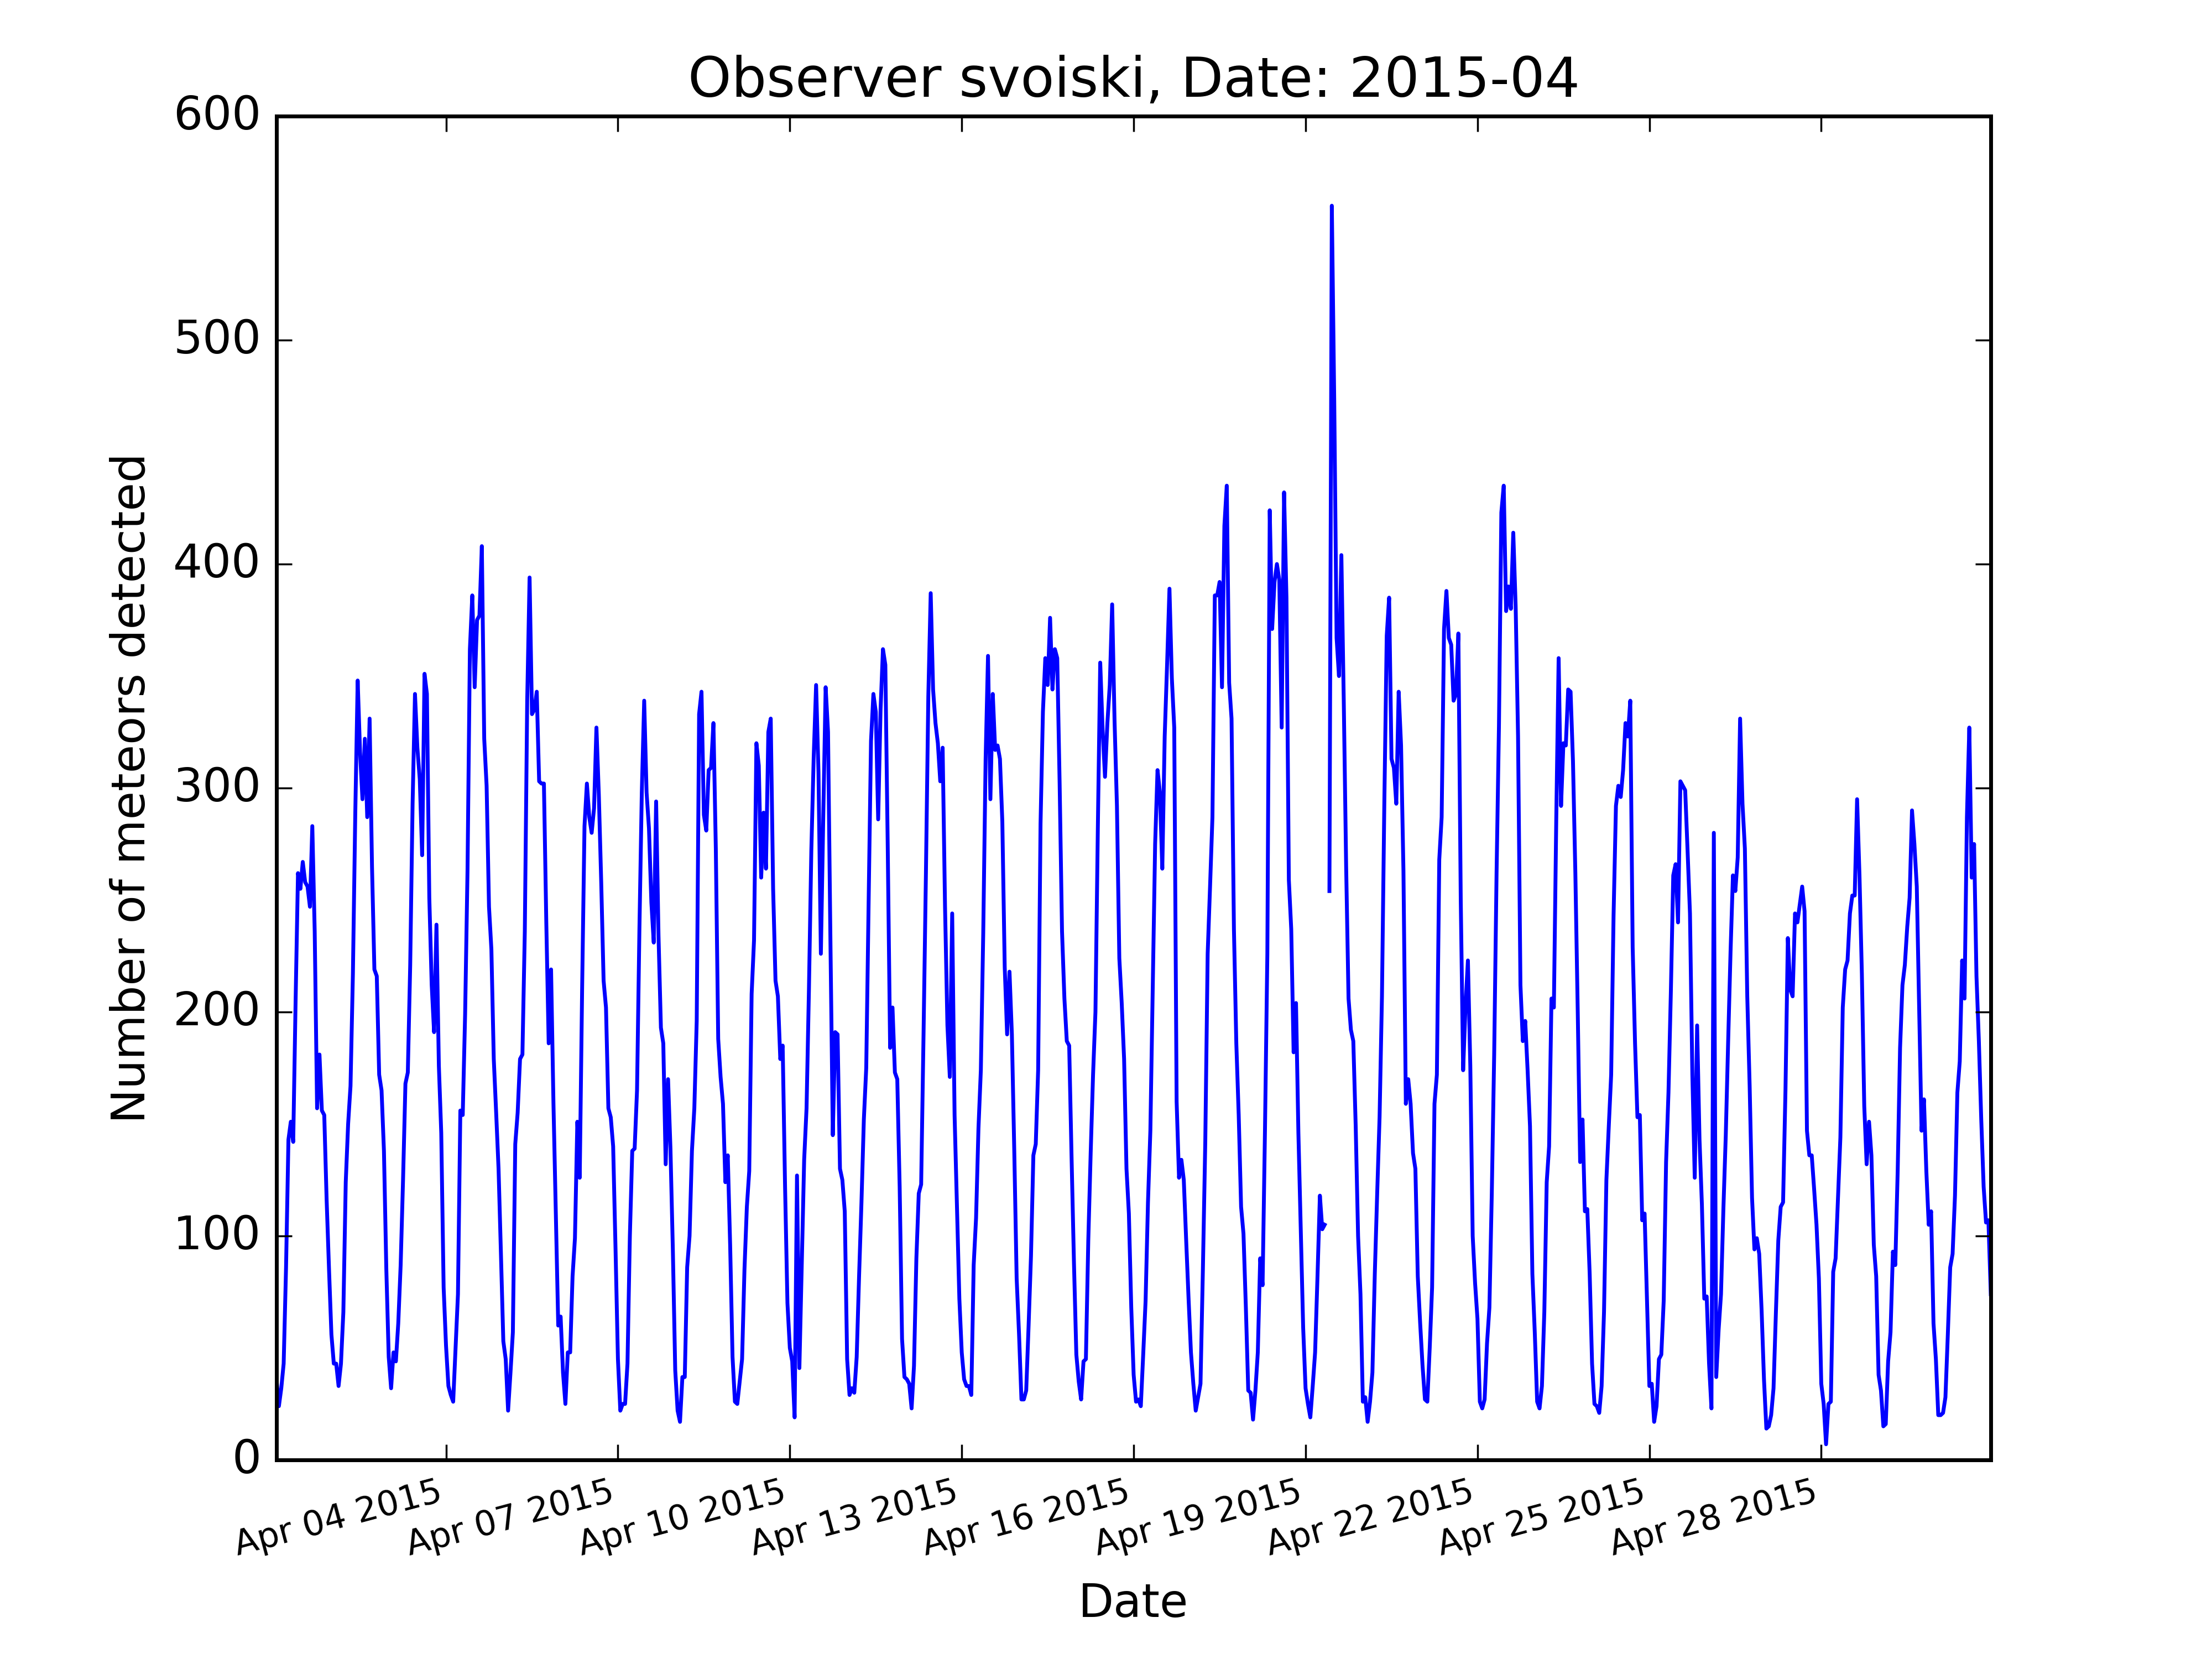 Observer svoiski, Date: 2015-04
600
500
400
300
200
100
0
Number of meteors detected
Apr 04 2015
Apr 07 2015
Apr 10 2015
Apr 13 2015
Apr 16 2015
Apr 19 2015
Apr 22 2015
Apr 25 2015
Apr 28 2015
Date